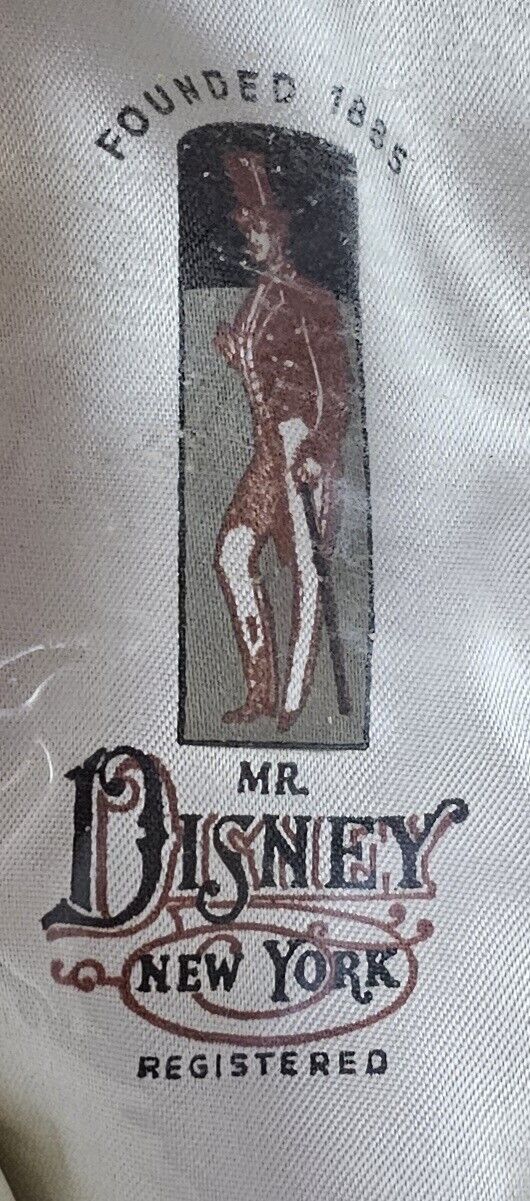 FOUNDED 1885
MR.
DISNEY
NEW YORK
REGISTERED